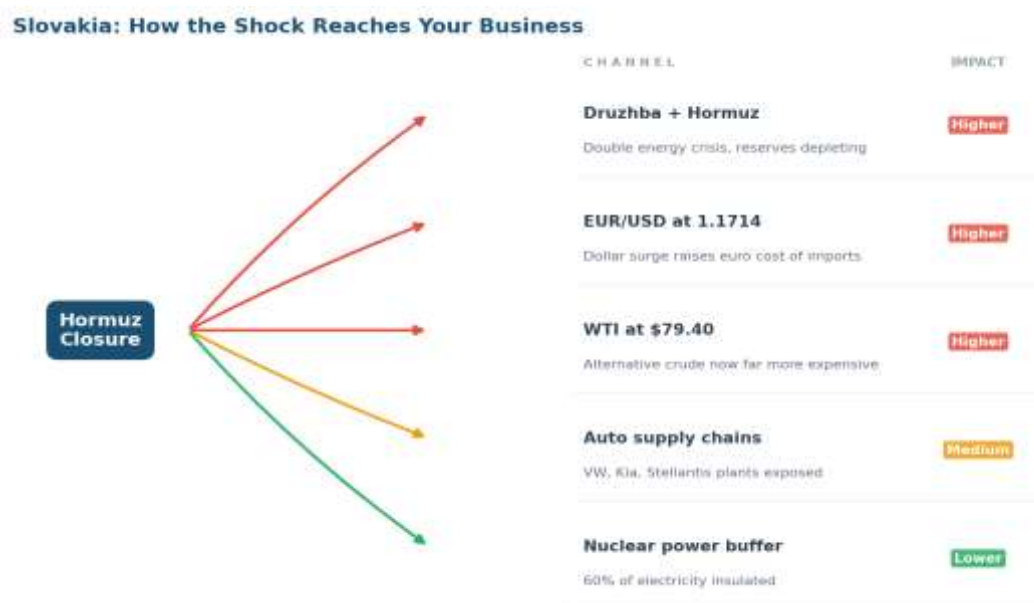 Slovakia: How the Shock Reaches Your Business
CHANNEL IMPACT
Druzhba + Hormuz
Higher
Double energy crisis, reserves depleting
EUR/USD at 1.1714
Higher
Dollar surge raises euro cost of imports
Hormuz
Closure
WTI at $79.40
Higher
Alternative crude now far more expensive
Auto supply chains
Medium
VW, Kia, Stellantis plants exposed
Nuclear power buffer
Lower
60% of electricity insulated